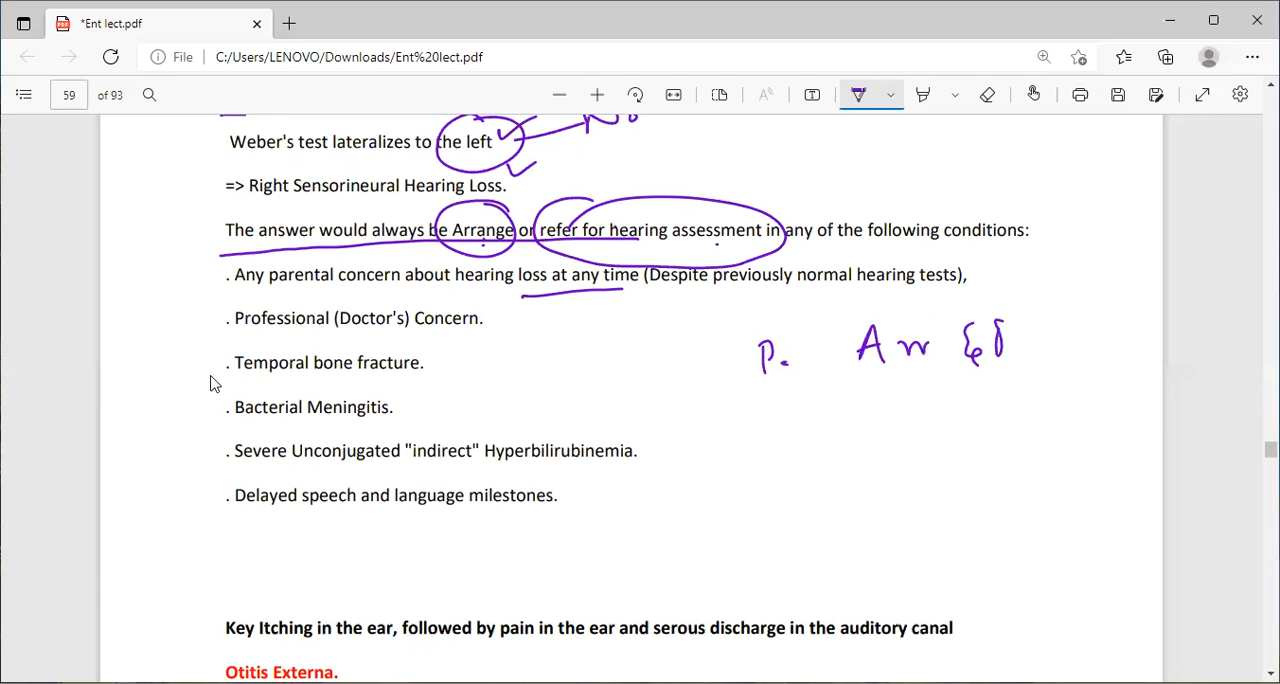 *Ent lect.pdf
File C:/Users/LENOVO/Downloads/Ent%20lect.pdf
59 of 93
No
Weber's test lateralizes to the left
=> Right Sensorineural Hearing Loss.
The answer would always be Arrange or refer for hearing assessment in any of the following conditions:
. Any parental concern about hearing loss at any time (Despite previously normal hearing tests),
. Professional (Doctor's) Concern.
P. Arr
. Temporal bone fracture.
. Bacterial Meningitis.
. Severe Unconjugated "indirect" Hyperbilirubinemia.
. Delayed speech and language milestones.
Key Itching in the ear, followed by pain in the ear and serous discharge in the auditory canal
Otitis Externa.